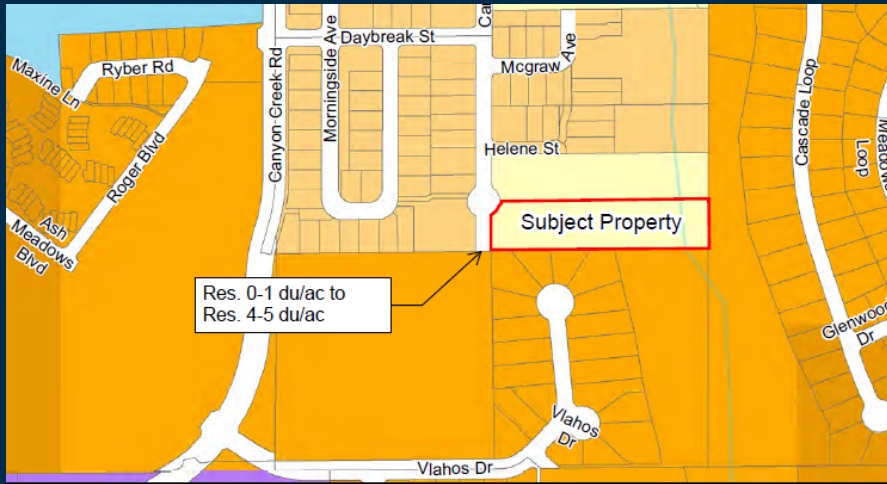 Maxine Ln
Ryber Rd
Roger Blvd
Ash
Meadows
Blvd
Canyon Creek Rd
Morningside Ave
Daybreak St
Mcgraw
Ave
Helene St
Subject Property
Cascade Loop
Loop
Glenwood
Dr
Res. 0-1 du/ac to
Res. 4-5 du/ac
Vlahos
Dr
Vlahos Dr